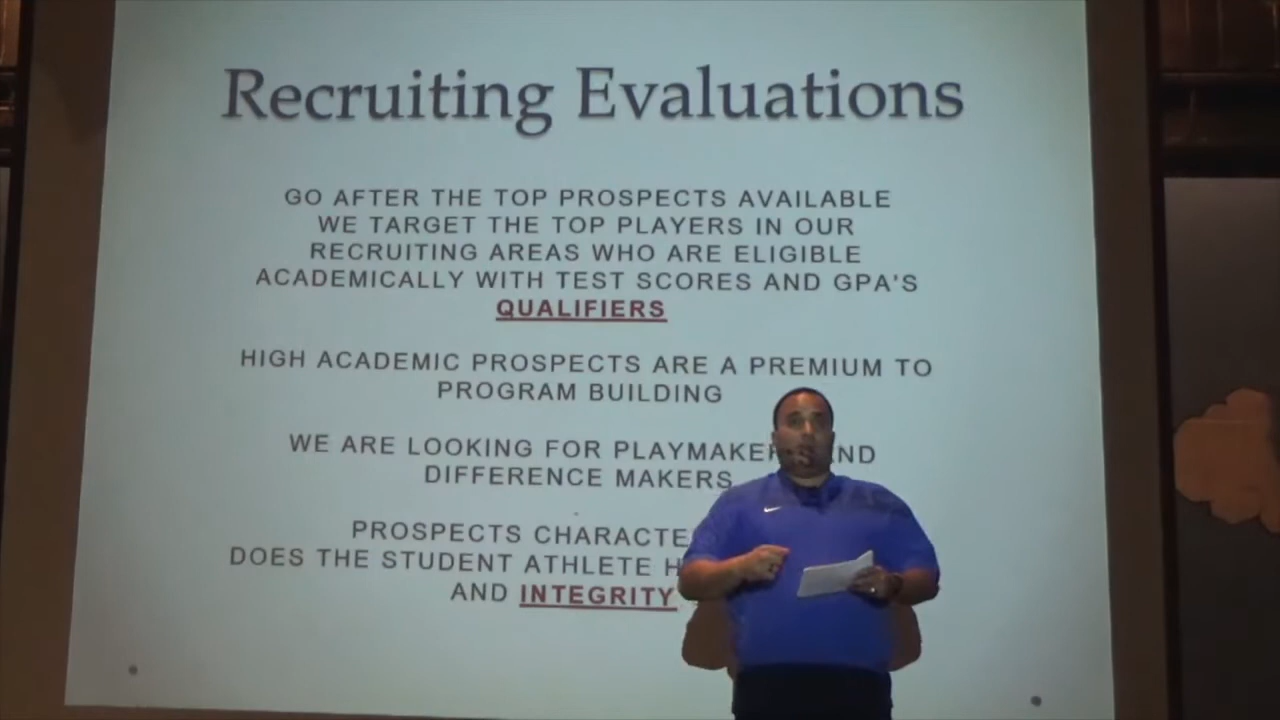 Recruiting Evaluations
GO AFTER THE TOP PROSPECTS AVAILABLE
WE TARGET THE TOP PLAYERS IN OUR
RECRUITING AREAS WHO ARE ELIGIBLE
ACADEMICALLY WITH TEST SCORES AND GPA'S
QUALIFIERS
HIGH ACADEMIC PROSPECTS ARE A PREMIUM TO
PROGRAM BUILDING
WE ARE LOOKING FOR
DIFFERENCE MAKERS
PROSPECTS
DOES THE STUDENT ATHLETE
AND INTEGRITY